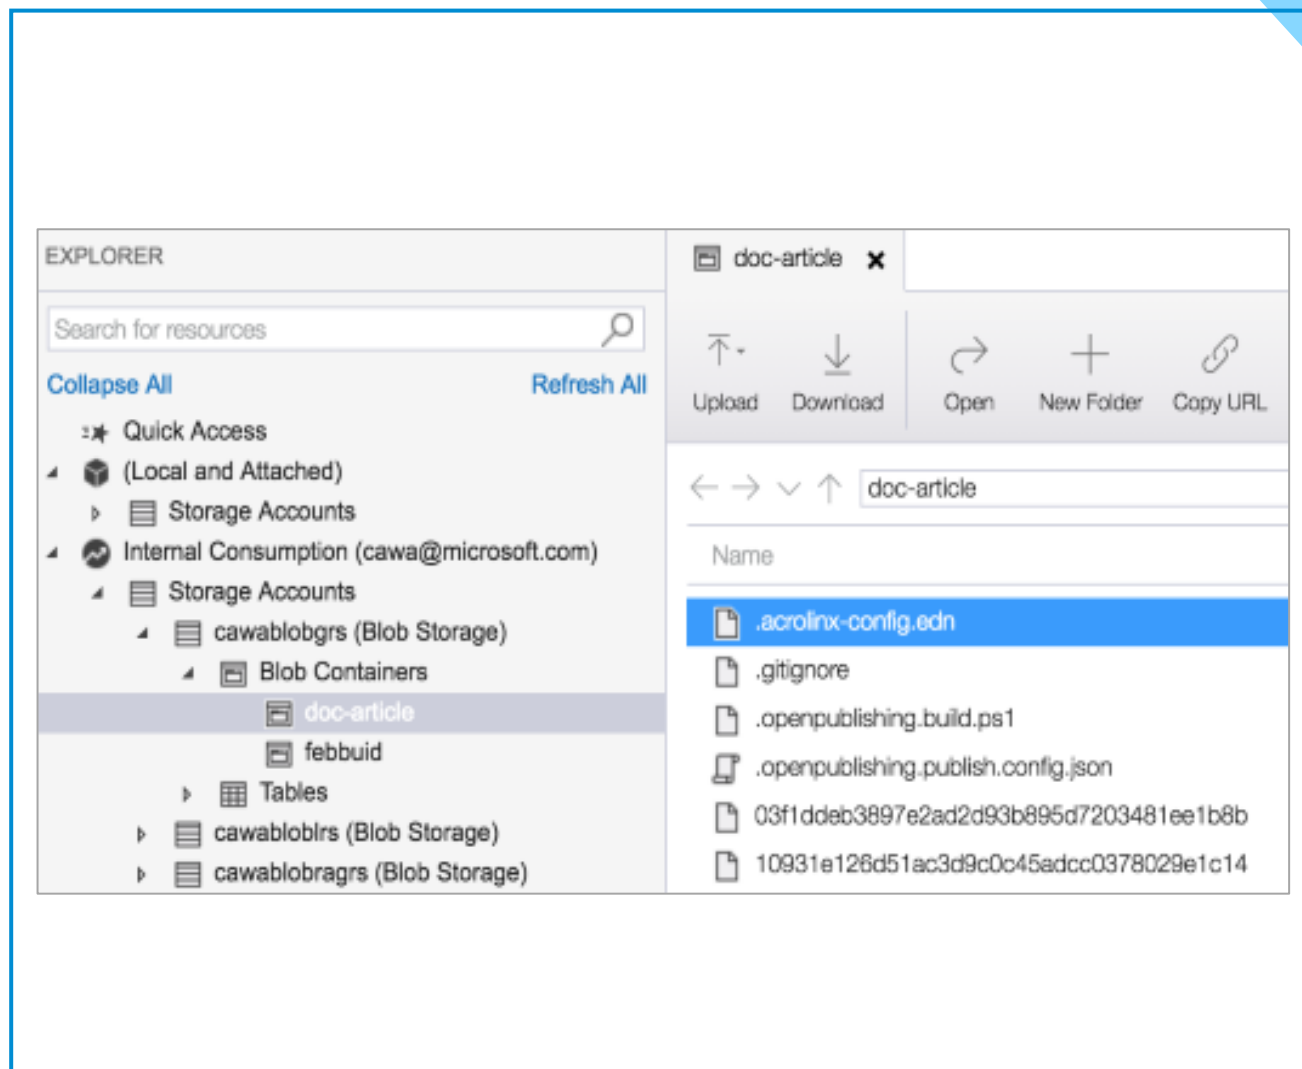 EXPLORER
Search for resources
Collapse All
Refresh All
Quick Access
(Local and Attached)
Storage Accounts
Internal Consumption (cawa@microsoft.com)
Storage Accounts
cawablobgrs (Blob Storage)
Blob Containers
doc-article
febbuid
Tables
cawabloblrs (Blob Storage)
cawablobragrs (Blob Storage)
doc-article
Upload
Download
Open
New Folder
Copy URL
doc-article
Name
.acrolinx-config.edn
.gitignore
.openpublishing.build.ps1
.openpublishing.publish.config.json
03f1ddeb3897e2ad2d93b895d7203481ee1b8b
10931e126d51ac3d9c0c45adcc0378029e1c14